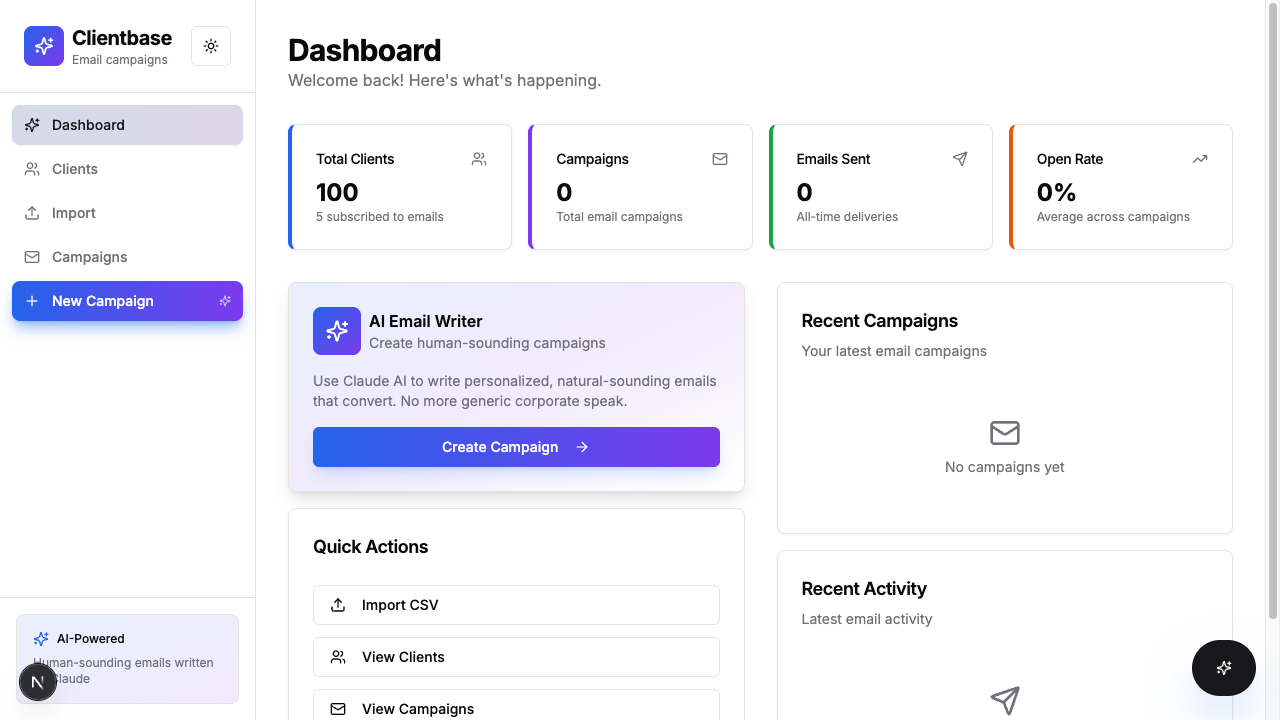 Clientbase
Email campaigns
Dashboard
Clients
Import
Campaigns
New Campaign
AI-Powered
Human-sounding emails written
Claude
N
Dashboard
Welcome back! Here's what's happening.
Total Clients
100
5 subscribed to emails
Campaigns
0
Total email campaigns
Emails Sent
0
All-time deliveries
Open Rate
0%
Average across campaigns
AI Email Writer
Create human-sounding campaigns
Use Claude AI to write personalized, natural-sounding emails
that convert. No more generic corporate speak.
Create Campaign
Quick Actions
Import CSV
View Clients
View Campaigns
Recent Campaigns
Your latest email campaigns
No campaigns yet
Recent Activity
Latest email activity